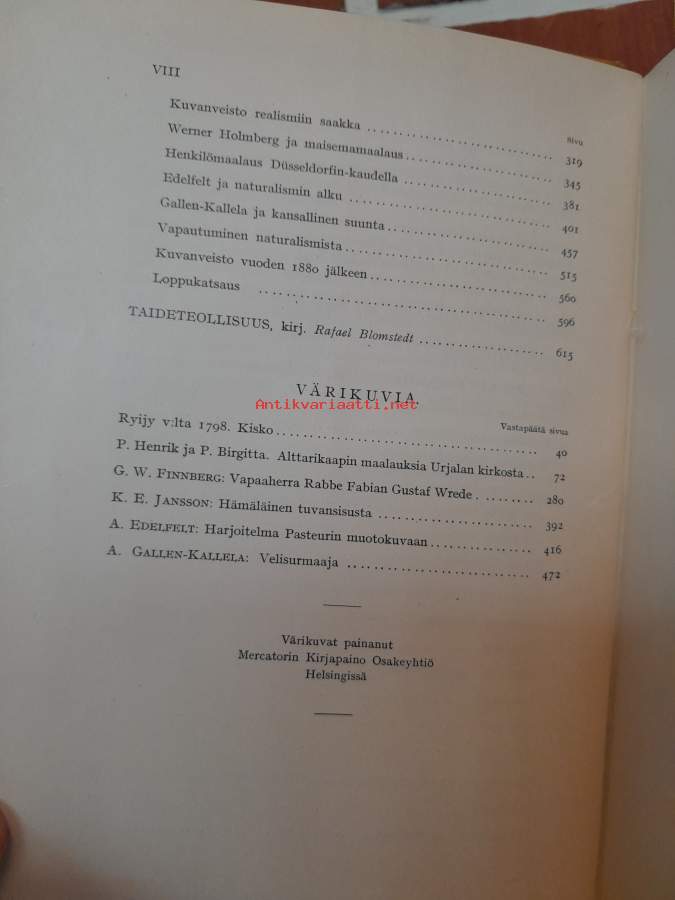 VIII
Sivu
Kuvanveisto realismiin saakka ........................... 319
Werner Holmberg ja maisemamaalaus ..................... 345
Henkilömaalaus Düsseldorfin-kaudella ..................... 381
Edelfelt ja naturalismin alku ........................... 401
Gallen-Kallela ja kansallinen suunta ..................... 457
Vapautuminen naturalismista ........................... 515
Kuvanveisto vuoden 1880 jälkeen ........................ 560
Loppukatsaus ........................................ 596
TAIDETEOLLISUUS, kirj. Rafael Blomstedt .................. 615
VÄRIKUVIA
Antikvariaatti.net
Vastapäätä sivua
Ryijy v:lta 1798. Kisko ................................. 40
P. Henrik ja P. Birgitta. Alttarikaapin maalauksia Urjalan kirkosta .. 72
G. W. FINNBERG: Vapaaherra Rabbe Fabian Gustaf Wrede ......... 280
K. E. JANSSON: Hämäläinen tuvansisusta ..................... 392
A. EDELFELT: Harjoitelma Pasteurin muotokuvaan ............... 416
A. GALLEN-KALLELA: Velisurmaaja ........................ 472
Värikuvat painanut
Mercatorin Kirjapaino Osakeyhtiö
Helsingissä